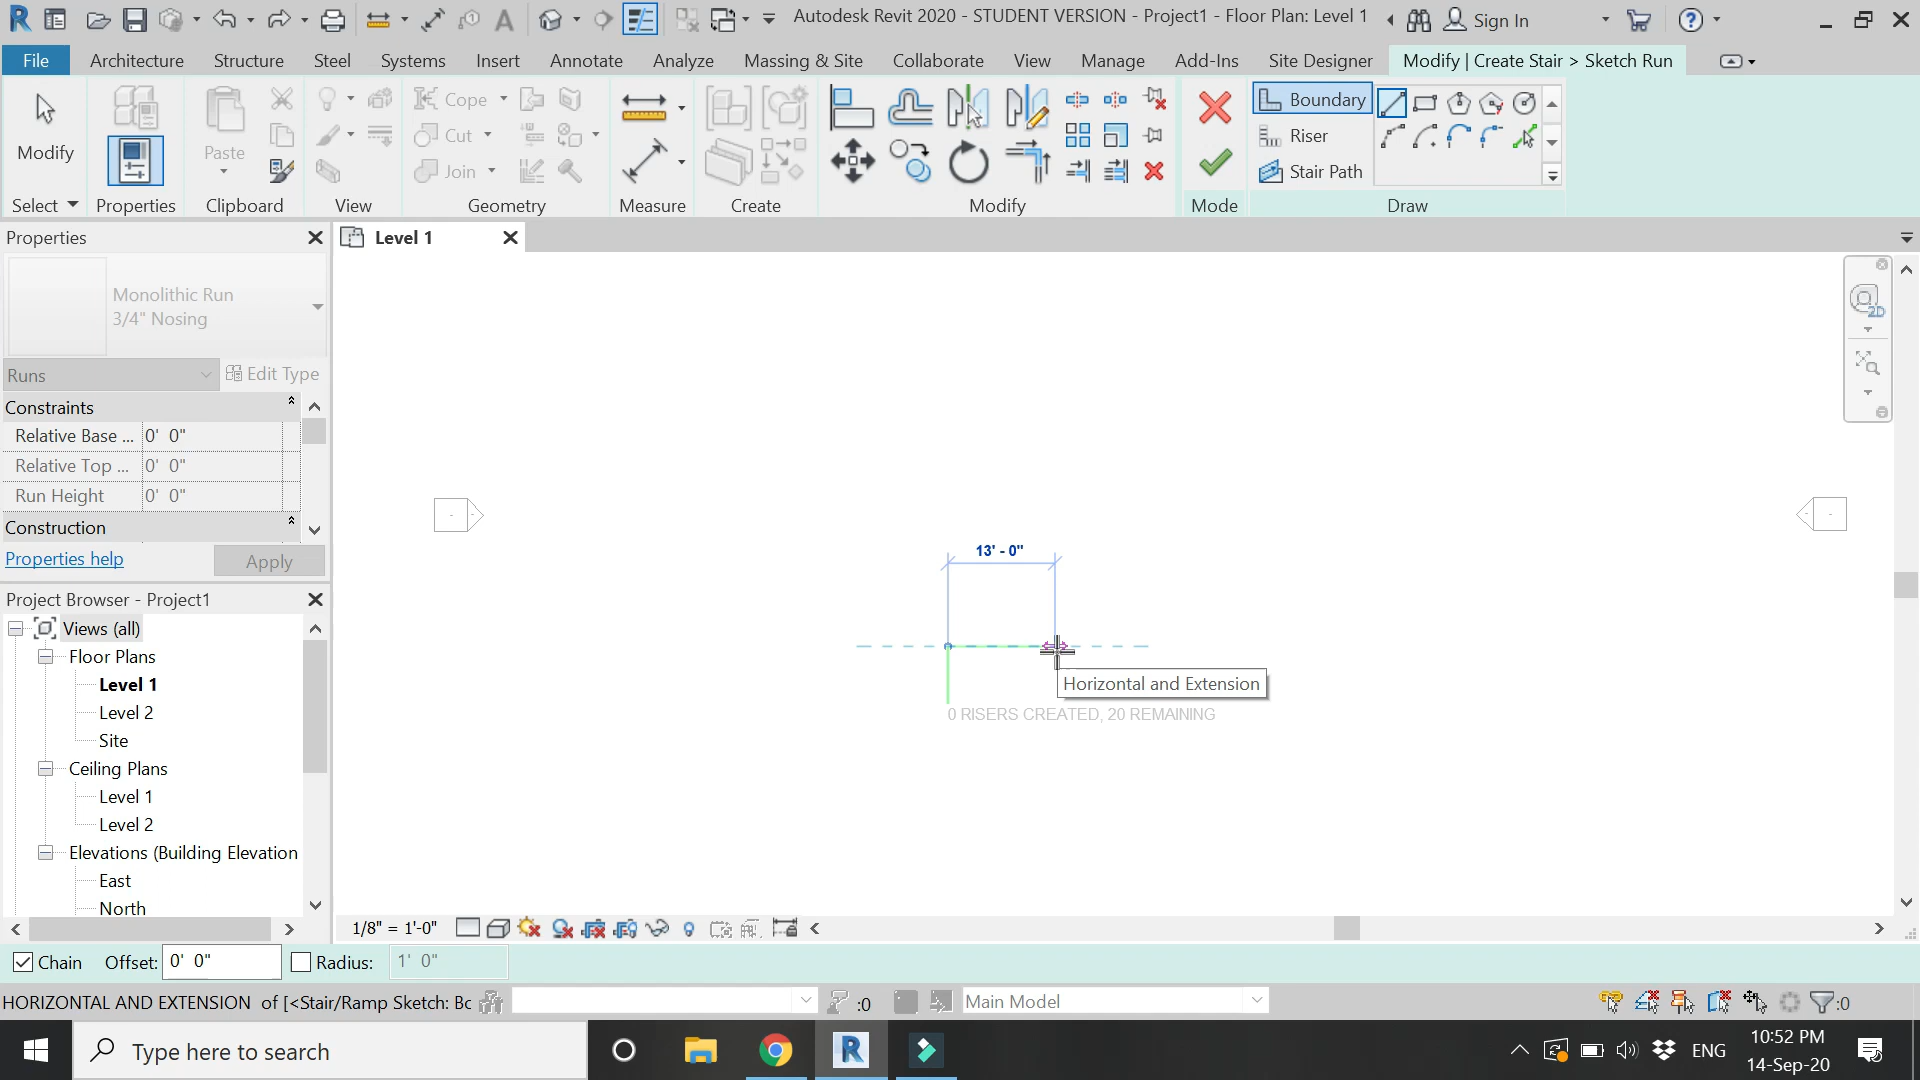 Autodesk Revit 2020 - STUDENT VERSION - Project1 - Floor Plan: Level 1
Sign In
File Architecture Structure Steel Systems Insert Annotate Analyze Massing & Site Collaborate View Manage Add-Ins Site Designer Modify | Create Stair > Sketch Run
Modify
Paste
Cope
Cut
Join
Boundary
Riser
Stair Path
Select Properties Clipboard View Geometry Measure Create Modify Mode Draw
Properties
Level 1
Monolithic Run
3/4" Nosing
Runs
Edit Type
Constraints
Relative Base ... 0' 0"
Relative Top ... 0' 0"
Run Height 0' 0"
Construction
Properties help
Apply
Project Browser - Project1
Views (all)
Floor Plans
Level 1
Level 2
Site
Ceiling Plans
Level 1
Level 2
Elevations (Building Elevation
East
North
2D
13' - 0"
Horizontal and Extension
0 RISERS CREATED, 20 REMAINING
1/8" = 1'-0"
Chain Offset: 0' 0" Radius: 1' 0"
HORIZONTAL AND EXTENSION of [<Stair/Ramp Sketch: Bc
:0
Main Model
:0
Type here to search
ENG
10:52 PM
14-Sep-20